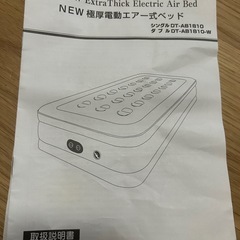 ExtraThick Electric Air Bed
NEW 極厚電動エアー式ベッド
シングル DT-AB1810
ダブル DT-AB1810-W
取扱説明書